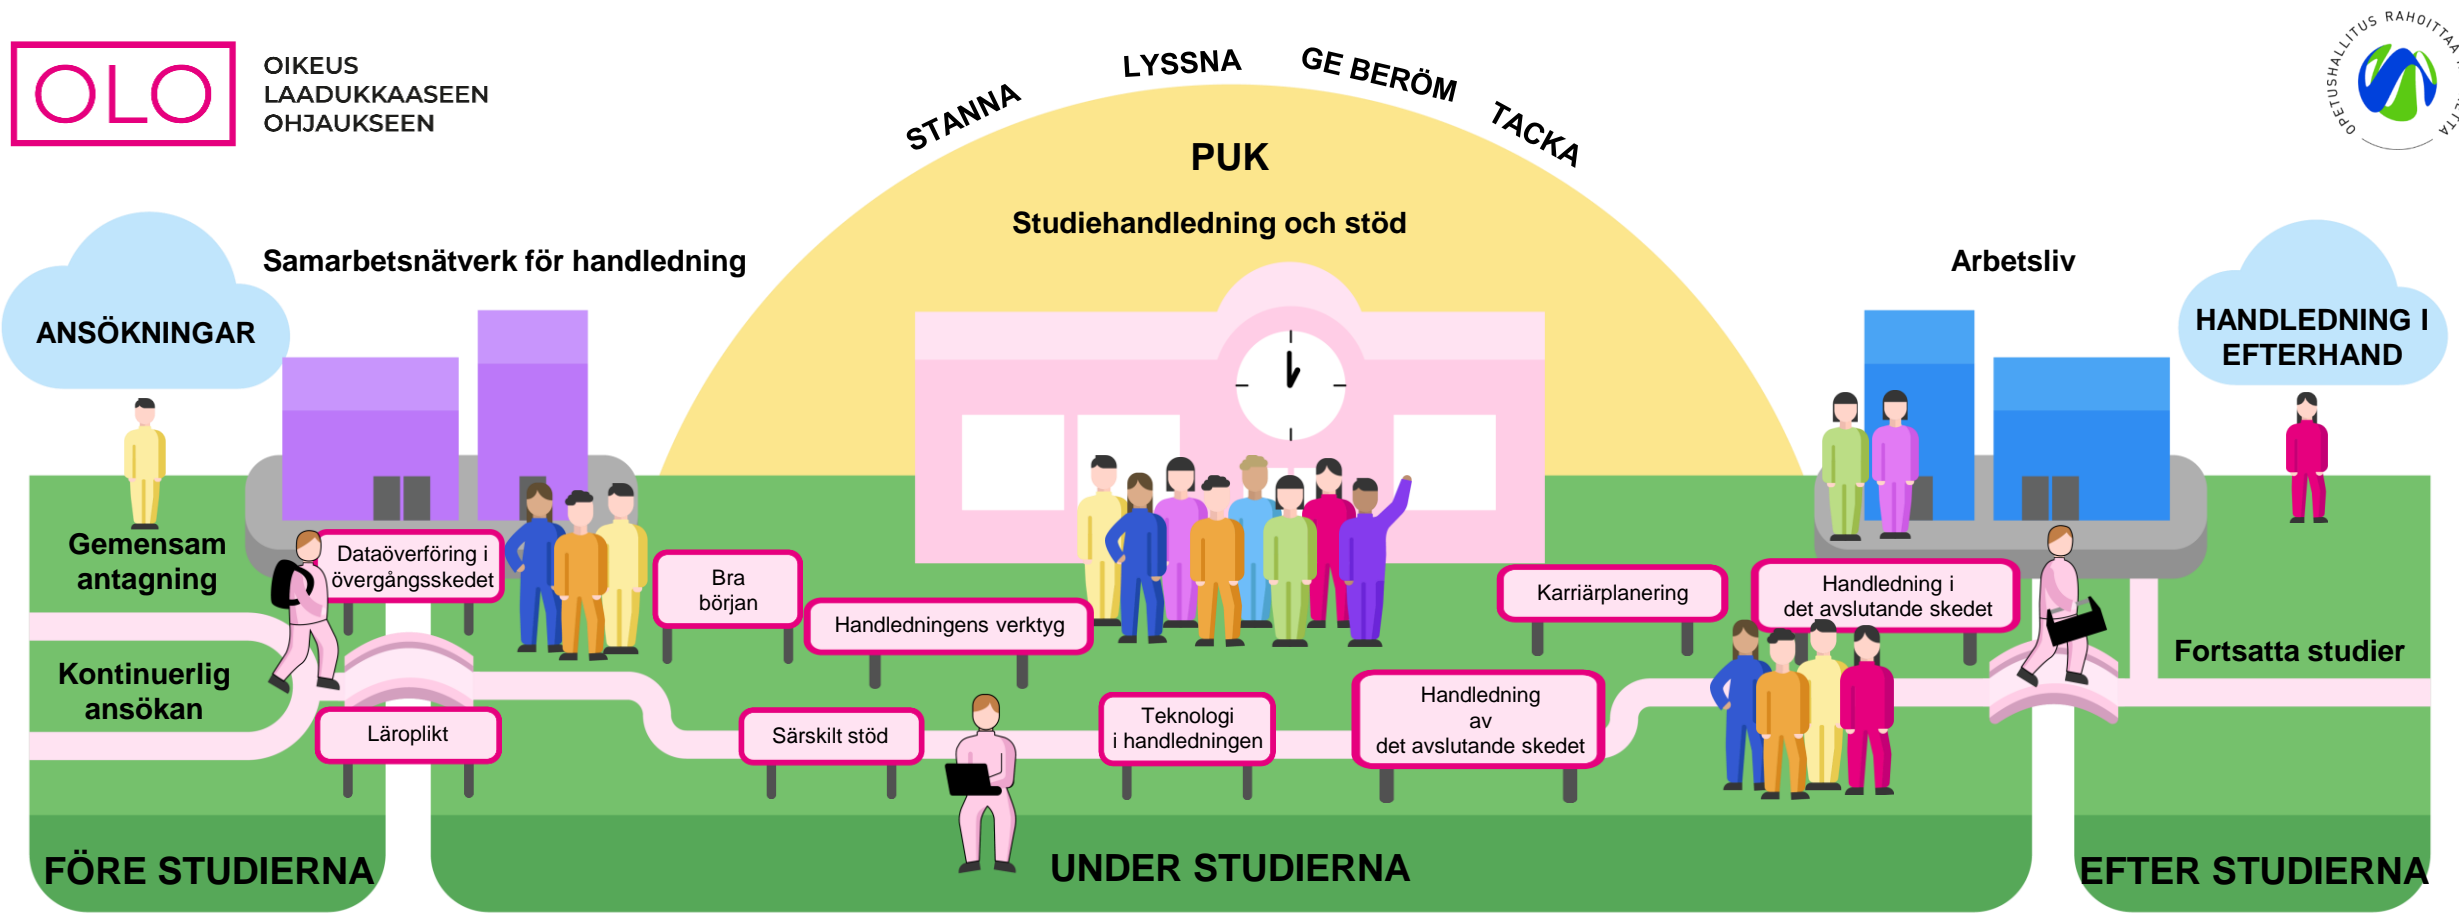 OLO
OIKEUS
LAADUKKAASEEN
OHJAUKSEEN
STANNA
LYSSNA
GE BERÖM
TACKA
OPETUSHALLITUS RAHOITTAA
PUK
Studiehandledning och stöd
Samarbetsnätverk för handledning
Arbetsliv
ANSÖKNINGAR
HANDLEDNING I
EFTERHAND
Gemensam
antagning
Dataöverföring i
övergångsskedet
Bra
början
Handledningens verktyg
Karriärplanering
Handledning i
det avslutande skedet
Kontinuerlig
ansökan
Läroplikt
Särskilt stöd
Teknologi
i handledningen
Handledning
av
det avslutande skedet
Fortsatta studier
FÖRE STUDIERNA
UNDER STUDIERNA
EFTER STUDIERNA